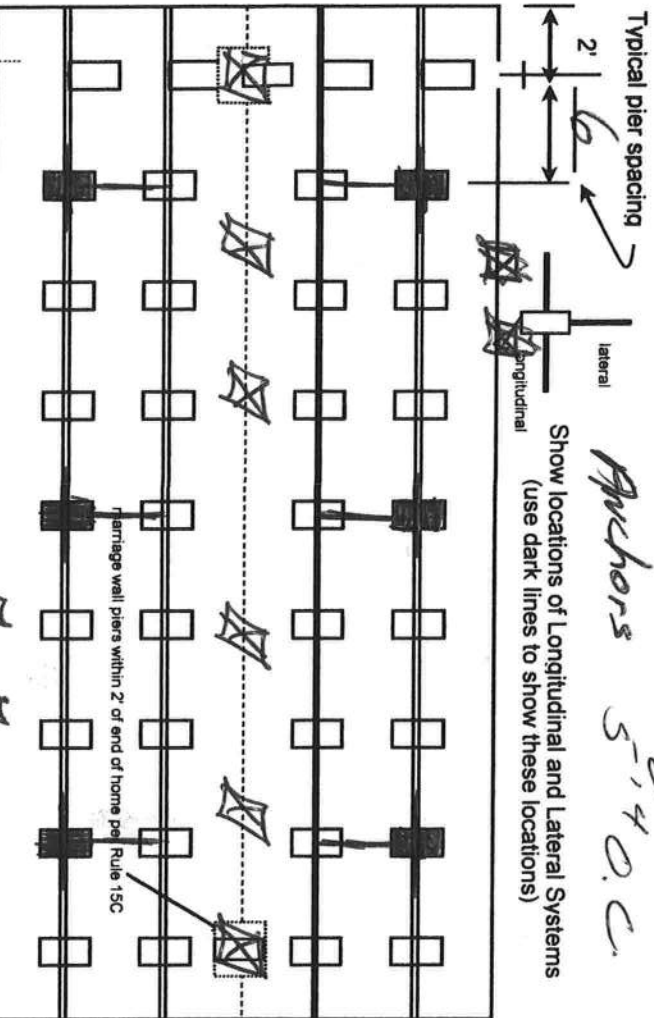 Typical pier spacing
2'
6
lateral
longitudinal
Anchors 5'4 O.C.
Show locations of Longitudinal and Lateral Systems
(use dark lines to show these locations)
marriage wall piers within 2' of end of home per Rule 15C